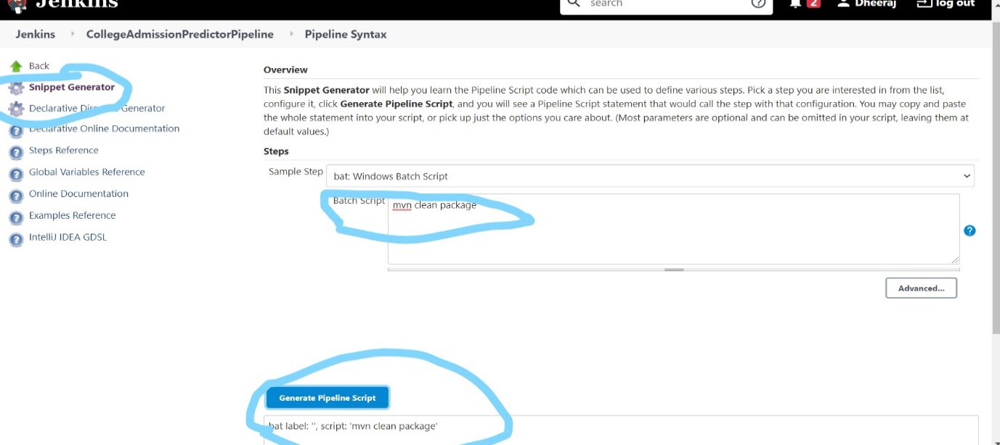 Jenkins
search
2
Dheeraj
log out
Jenkins
CollegeAdmissionPredictorPipeline
Pipeline Syntax
Back
Snippet Generator
Declarative Generator
Declarative Online Documentation
Steps Reference
Global Variables Reference
Online Documentation
Examples Reference
IntelliJ IDEA GDSL
Overview
This Snippet Generator will help you learn the Pipeline Script code which can be used to define various steps. Pick a step you are interested in from the list,
configure it, click Generate Pipeline Script, and you will see a Pipeline Script statement that would call the step with that configuration. You may copy and paste
the whole statement into your script, or pick up just the options you care about. (Most parameters are optional and can be omitted in your script, leaving them at
default values.)
Steps
Sample Step
bat: Windows Batch Script
Batch Script
mvn clean package
Advanced...
Generate Pipeline Script
bat label: '', script: 'mvn clean package'